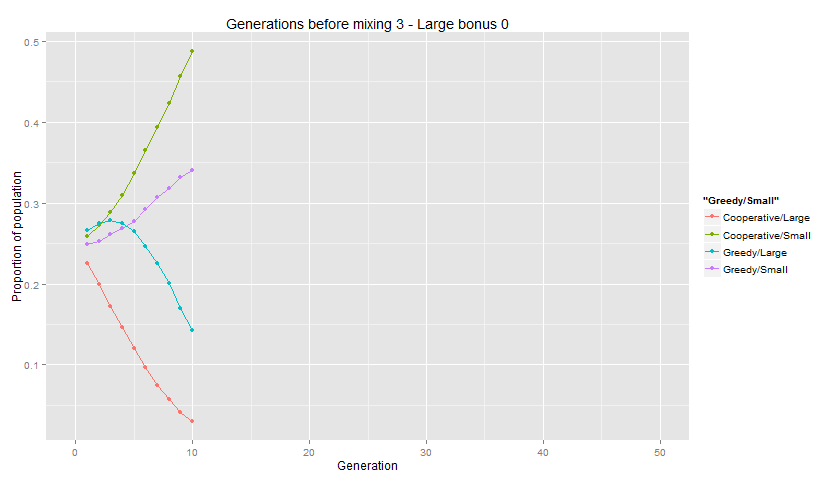 Generations before mixing 3 - Large bonus 0
Proportion of population
0.5
0.4
0.3
0.2
0.1
0
10
20
30
40
50
Generation
"Greedy/Small"
Cooperative/Large
Cooperative/Small
Greedy/Large
Greedy/Small